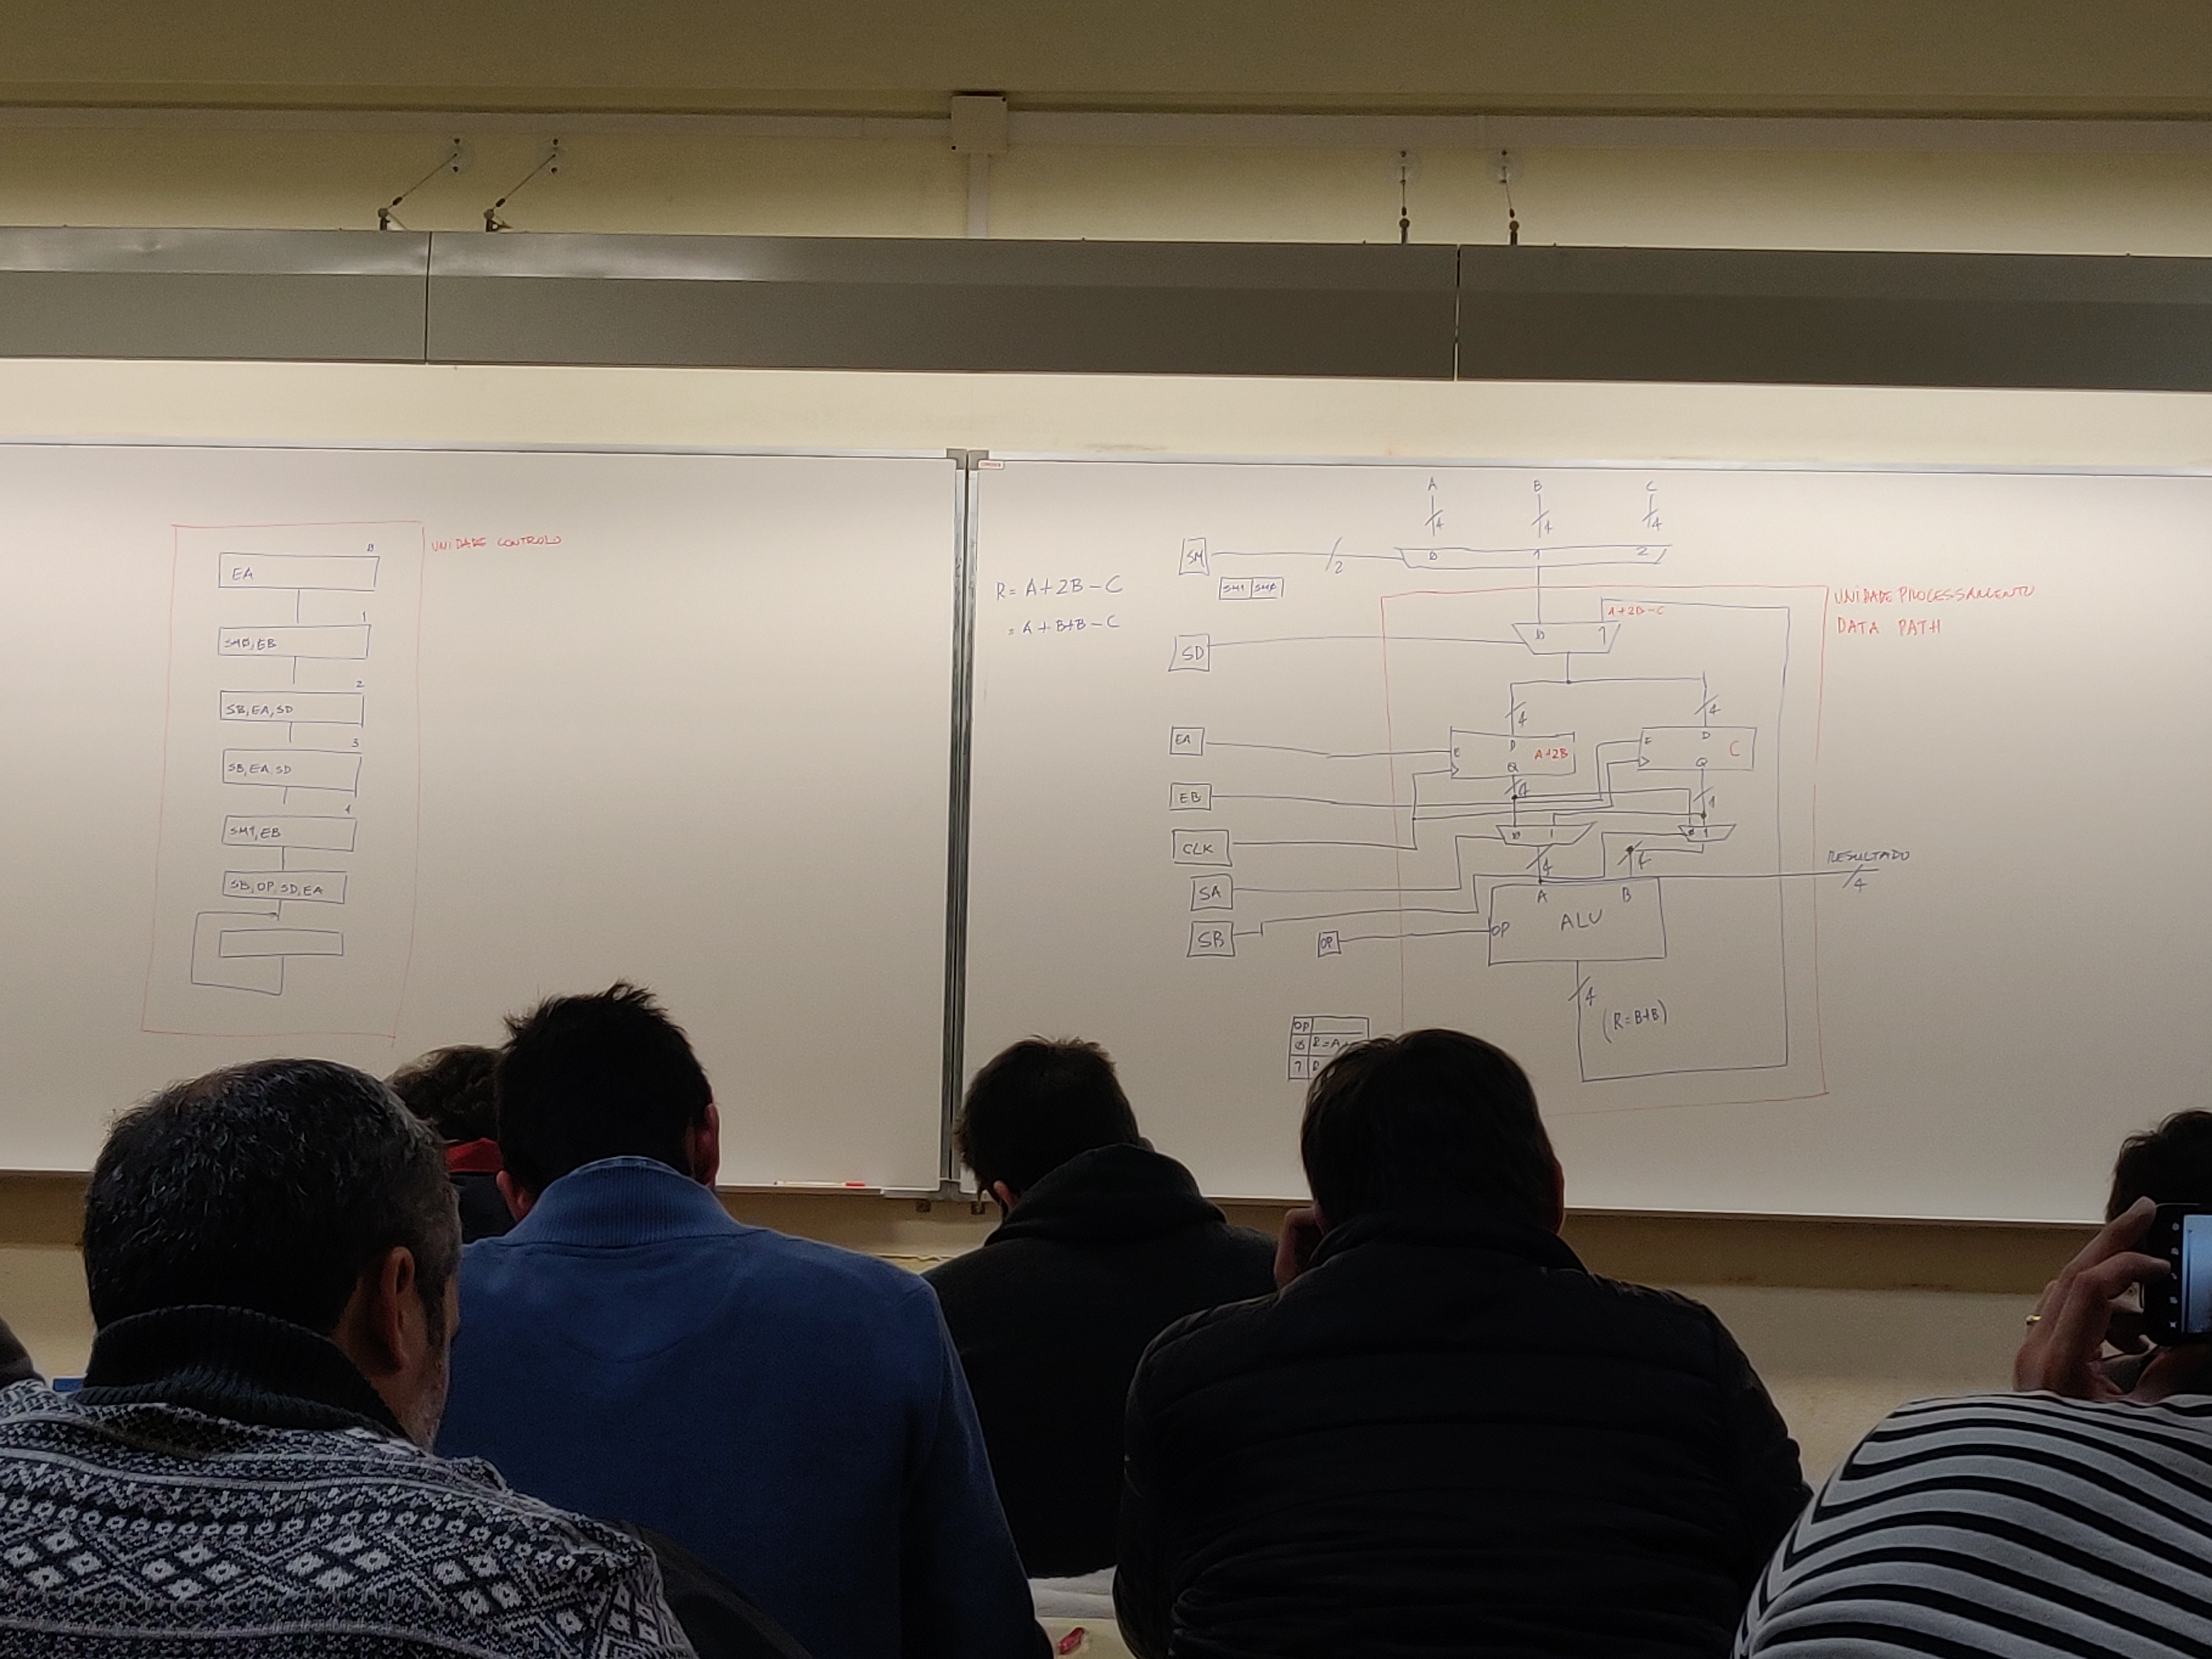 UNIDADE CONTROLO
0
EA
1
SM0, EB
2
SB, EA, SD
3
SB, EA, SD
4
SM1, EB
SB, OP, SD, EA
R = A+2B-C
= A+B+B-C
A B C
4 4 4
SM
2
0 1 2
SM1 SM0
UNIDADE PROCESSAMENTO
DATA PATH
A+2B-C
SD
0 1
4 4
EA
E D A+2B
Q
E D C
Q
EB
4
CLK
0 1
0 1
4 4
RESULTADO
4
SA
SB
OP
A B
OP ALU
4
(R=B+B)
OP
0 R=A+
1 R